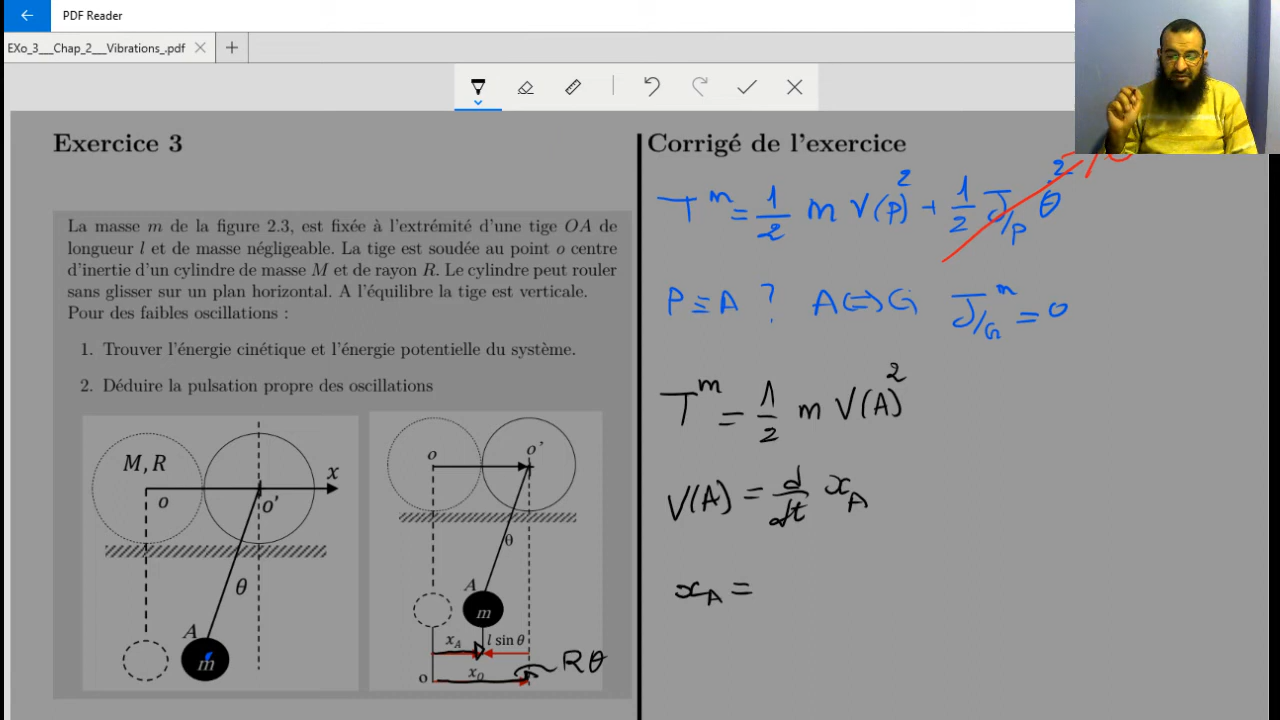 PDF Reader
EXo_3___Chap_2___Vibrations_.pdf
Exercice 3
La masse m de la figure 2.3, est fixée à l'extrémité d'une tige OA de
longueur l et de masse négligeable. La tige est soudée au point o centre
d'inertie d'un cylindre de masse M et de rayon R. Le cylindre peut rouler
sans glisser sur un plan horizontal. A l'équilibre la tige est verticale.
Pour des faibles oscillations :
1. Trouver l'énergie cinétique et l'énergie potentielle du système.
2. Déduire la pulsation propre des oscillations
M, R
x
o
o'
θ
A
m
o
o'
θ
A
m
x_A
l sin θ
o
x_O
Rθ
Corrigé de l'exercice
T^m = 1/2 m V(P)^2 + 1/2 J/P θ̇^2
P ≡ A ? A ⇔ G J^m/G = 0
T^m = 1/2 m V(A)^2
V(A) = d/dt x_A
x_A =